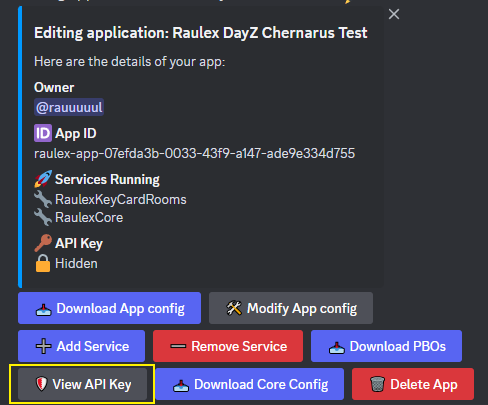 Editing application: Raulex DayZ Chernarus Test
Here are the details of your app:
Owner
@rauuuuul
ID App ID
raulex-app-07efda3b-0033-43f9-a147-ade9e334d755
Services Running
RaulexKeyCardRooms
RaulexCore
API Key
Hidden
Download App config Modify App config
Add Service Remove Service Download PBOs
View API Key Download Core Config Delete App